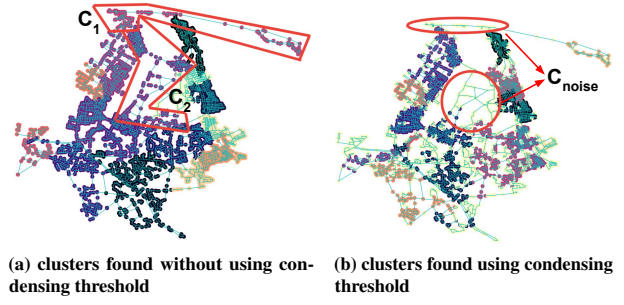 C1
C2
Cnoise
(a) clusters found without using con-
densing threshold
(b) clusters found using condensing
threshold